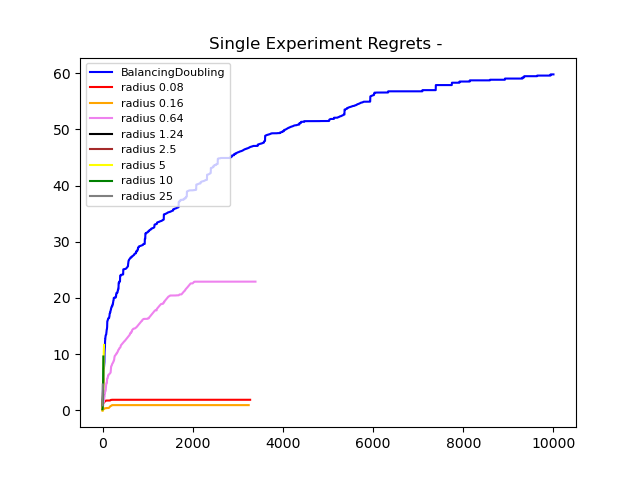 Single Experiment Regrets -
BalancingDoubling
radius 0.08
radius 0.16
radius 0.64
radius 1.24
radius 2.5
radius 5
radius 10
radius 25
60
50
40
30
20
10
0
0 2000 4000 6000 8000 10000